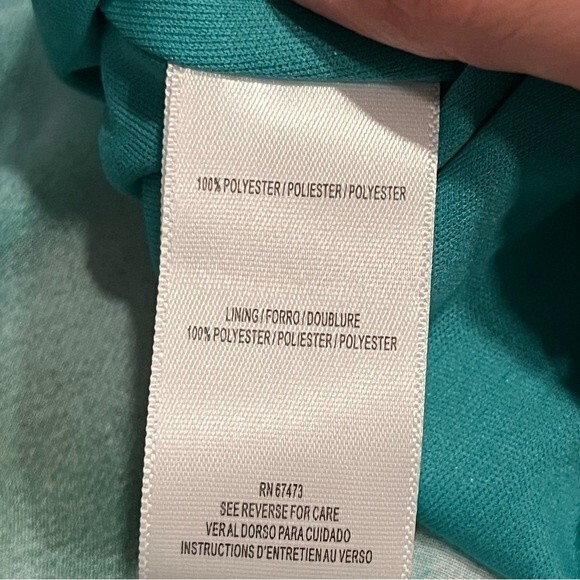 100% POLYESTER / POLIESTER / POLYESTER
LINING / FORRO / DOUBLURE
100% POLYESTER / POLIESTER / POLYESTER
RN 67473
SEE REVERSE FOR CARE
VER AL DORSO PARA CUIDADO
INSTRUCTIONS D'ENTRETIEN AU VERSO